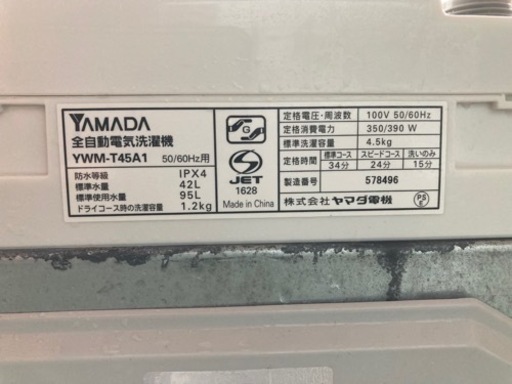 YAMADA
全自動電気洗濯機
YWM-T45A1 50/60Hz用
防水等級 IPX4
標準水量 42L
標準使用水量 95L
ドライコース時の洗濯容量 1.2kg
G
S
JET
1628
Made in China
定格電圧・周波数 100V 50/60Hz
定格消費電力 350/390 W
標準洗濯容量 4.5kg
定格時間 標準コース スピードコース 洗いのみ
34分 24分 15分
製造番号 578496
株式会社 ヤマダ電機
PS
E